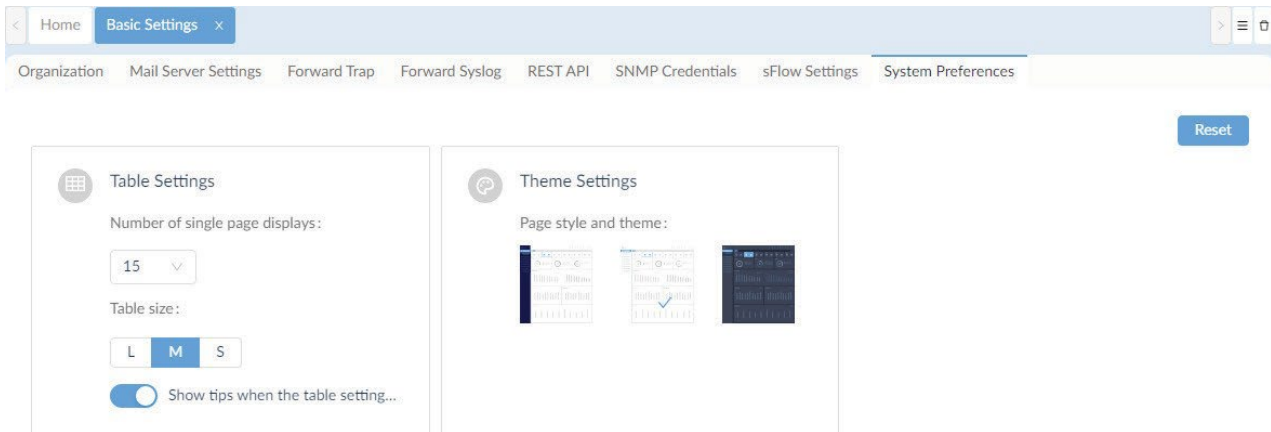 Home
Basic Settings x
Organization Mail Server Settings Forward Trap Forward Syslog REST API SNMP Credentials sFlow Settings System Preferences
Reset
Table Settings
Number of single page displays:
15
Table size:
L M S
Show tips when the table setting...
Theme Settings
Page style and theme: